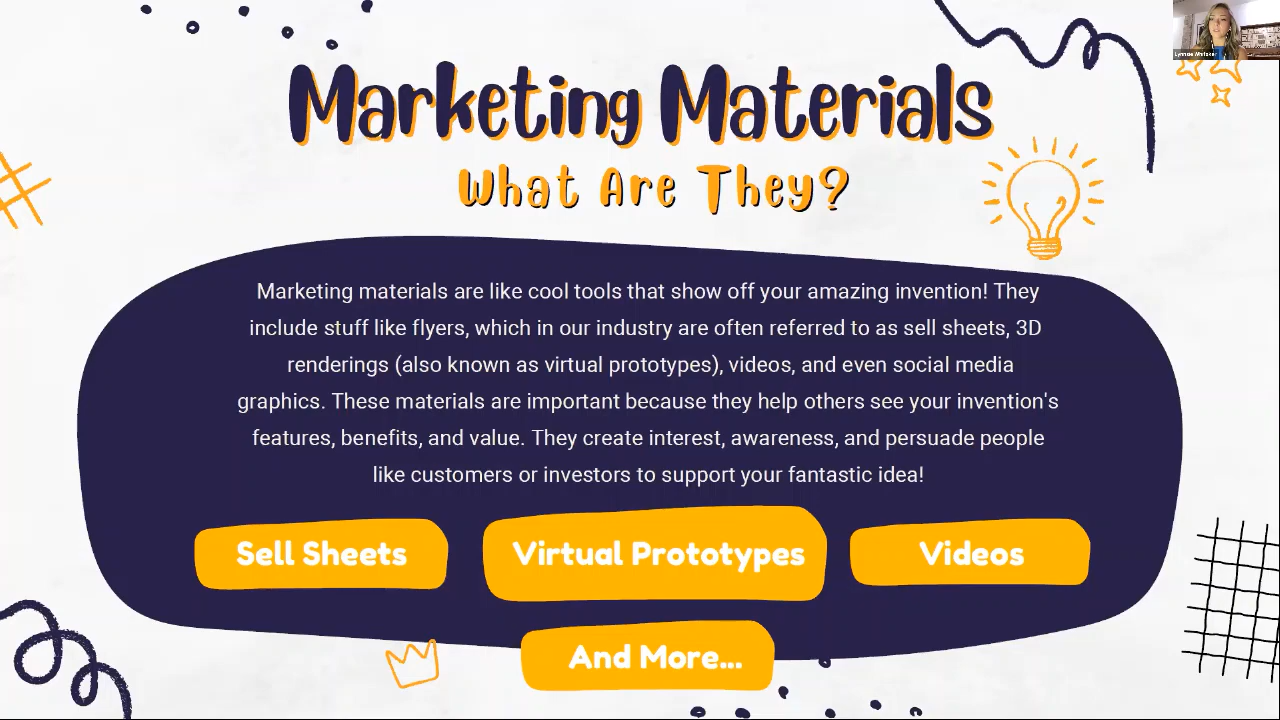 Marketing Materials
What Are They?
Marketing materials are like cool tools that show off your amazing invention! They
include stuff like flyers, which in our industry are often referred to as sell sheets, 3D
renderings (also known as virtual prototypes), videos, and even social media
graphics. These materials are important because they help others see your invention's
features, benefits, and value. They create interest, awareness, and persuade people
like customers or investors to support your fantastic idea!
Sell Sheets
Virtual Prototypes
Videos
And More...